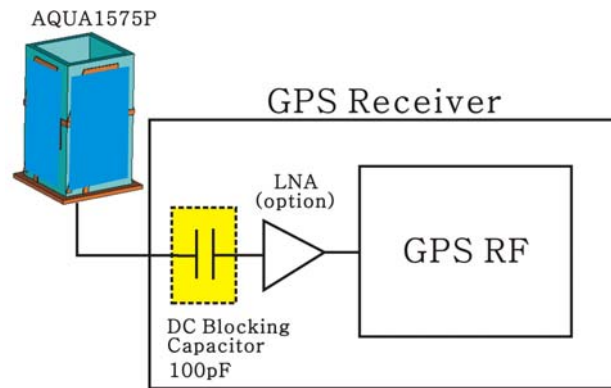 AQUA1575P
GPS Receiver
LNA
(option)
GPS RF
DC Blocking
Capacitor
100pF